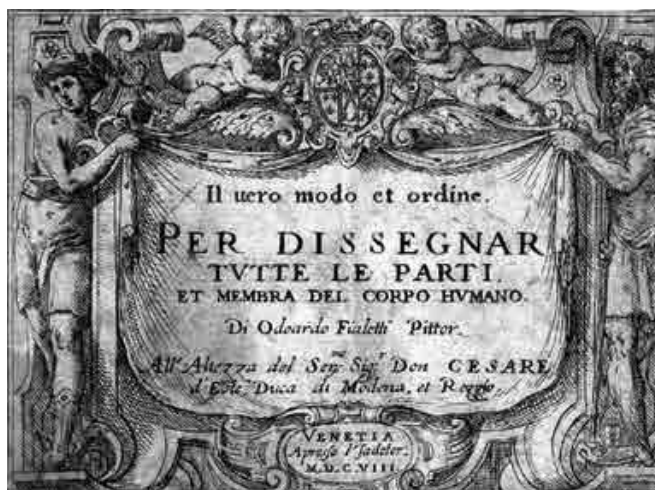 Il uero modo et ordine.
PER DISSEGNAR
TVTTE LE PARTI.
ET MEMBRA DEL CORPO HVMANO.
Di Odoardo Fialetti Pittor.
All' Altezza del Ser.mo Sig.r Don CESARE
d'Este Duca di Modena, et Reggio
VENETIA
Apresso Sadeler.
M.D.C.VIII